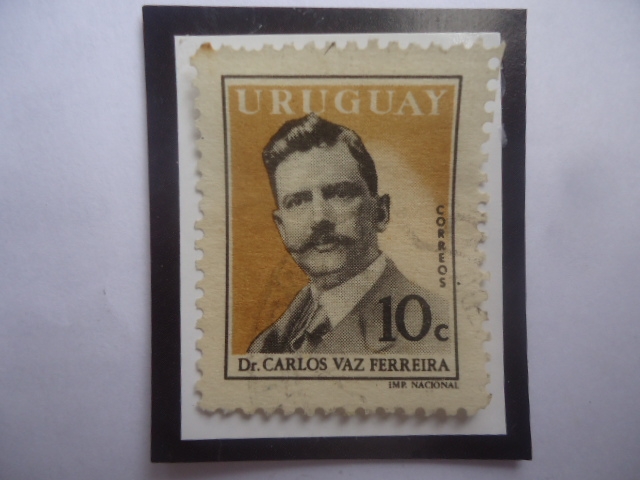 URUGUAY
CORREOS
10c
Dr. CARLOS VAZ FERREIRA
IMP. NACIONAL